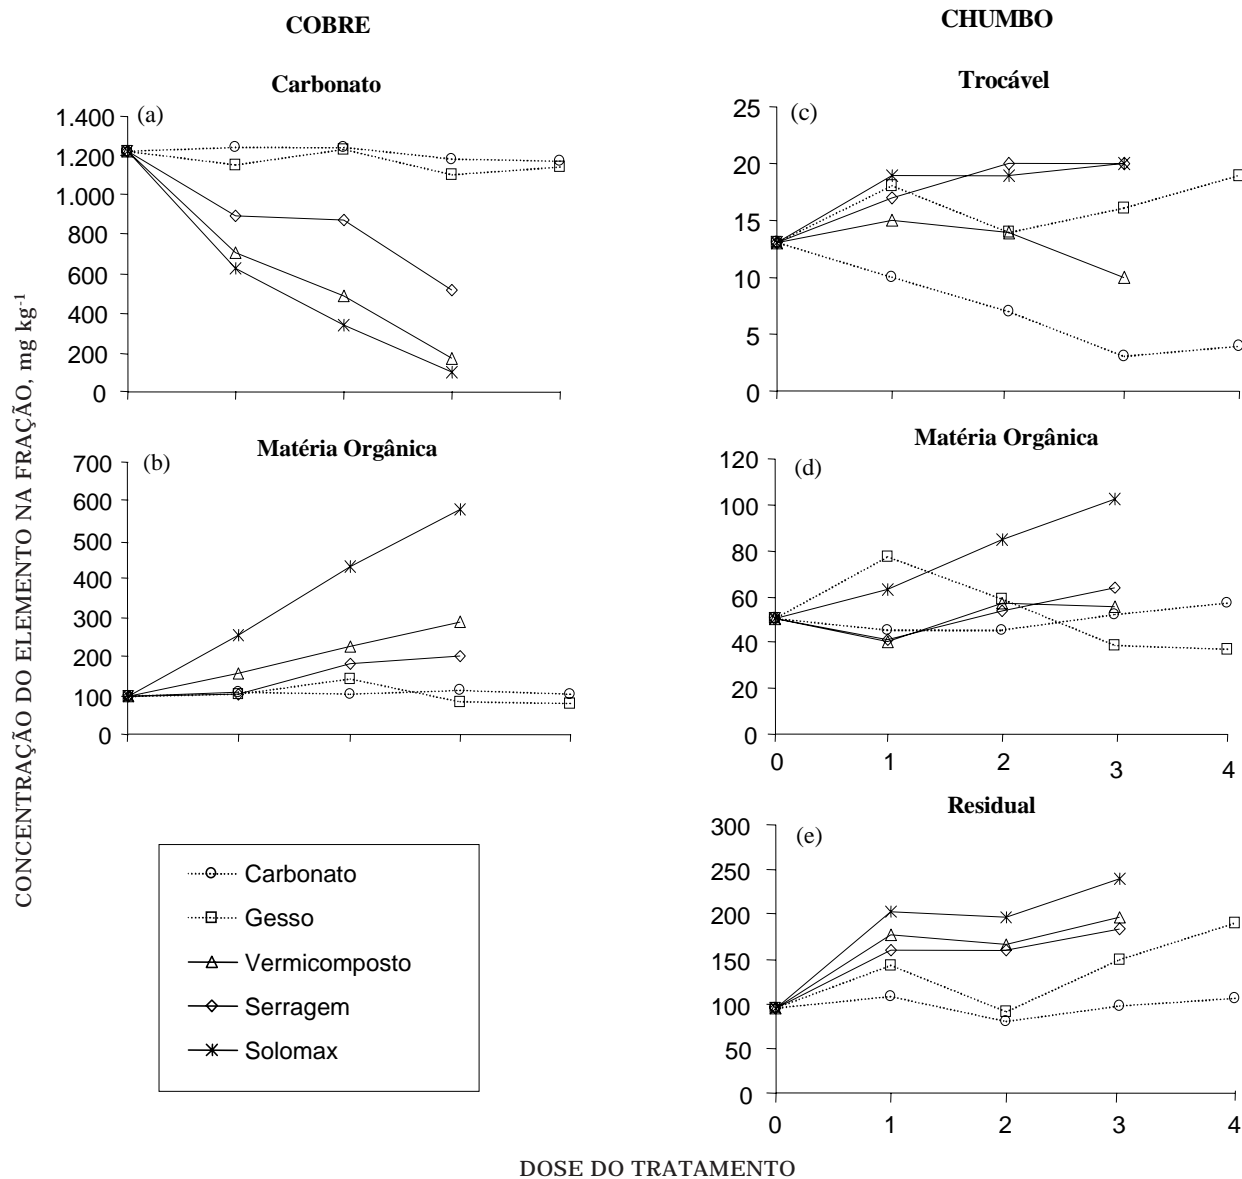 COBRE
Carbonato
(a)
1.400
1.200
1.000
800
600
400
200
0
Matéria Orgânica
(b)
700
600
500
400
300
200
100
0
Carbonato
Gesso
Vermicomposto
Serragem
Solomax
CHUMBO
Trocável
(c)
25
20
15
10
5
0
Matéria Orgânica
(d)
120
100
80
60
40
20
0
0 1 2 3 4
Residual
(e)
300
250
200
150
100
50
0
0 1 2 3 4
CONCENTRAÇÃO DO ELEMENTO NA FRAÇÃO, mg kg⁻¹
DOSE DO TRATAMENTO